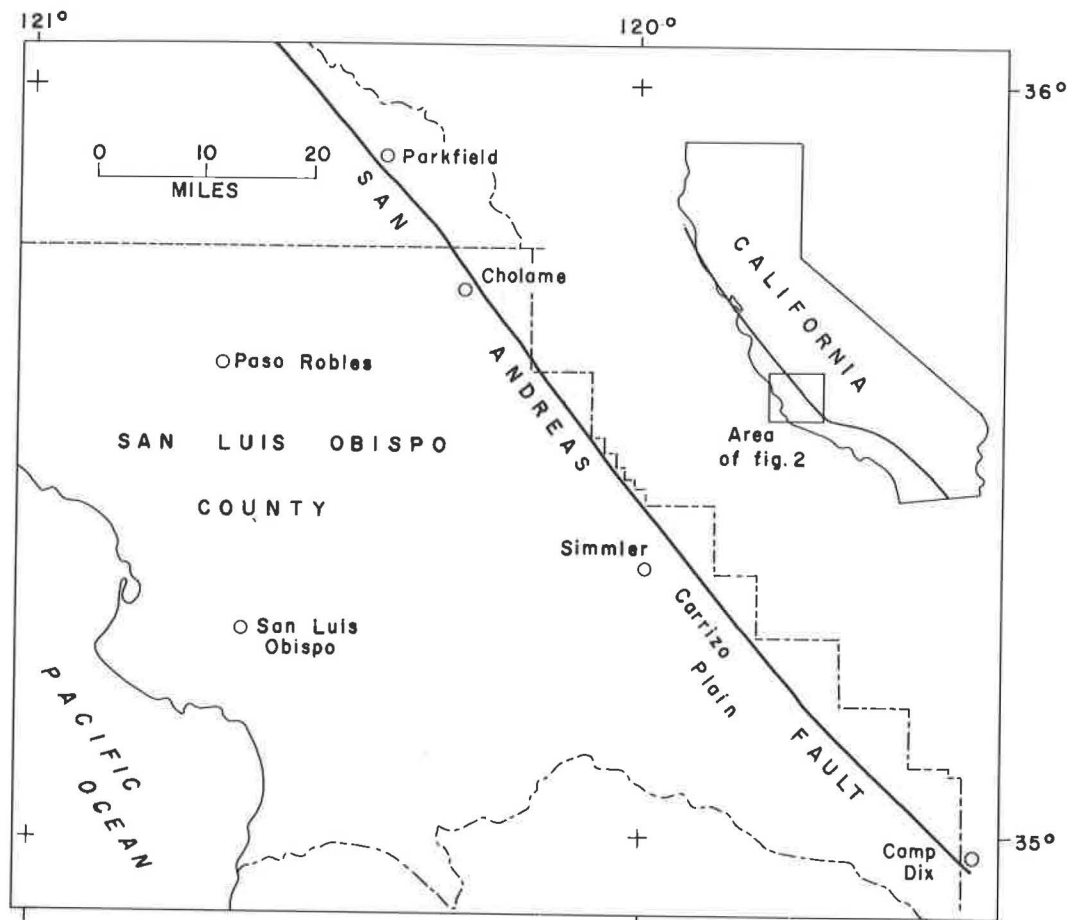 121°
120°
36°
0 10 20
MILES
Parkfield
SAN
Cholame
CALIFORNIA
Paso Robles
ANDREAS
SAN LUIS OBISPO
COUNTY
Area
of fig. 2
Simmler
San Luis
Obispo
Carrizo
Plain
FAULT
PACIFIC
OCEAN
Camp
Dix
35°